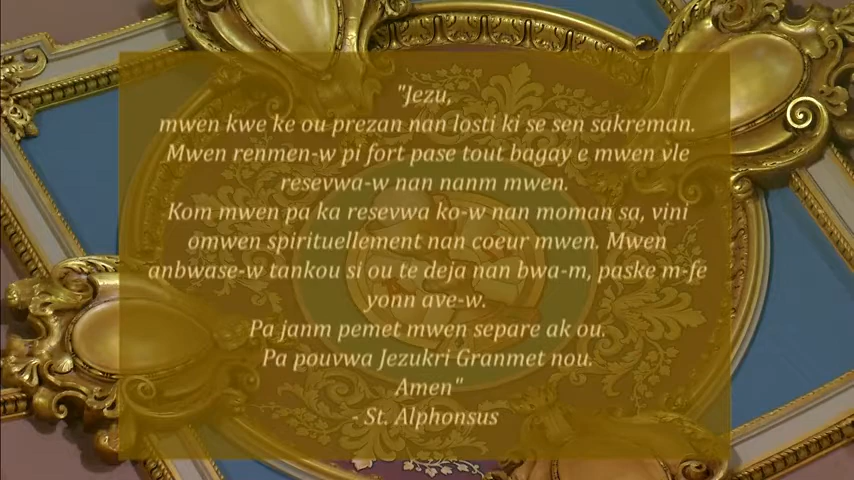 "Jezu,
mwen kwe ke ou prezan nan losti ki se sen sakreman.
Mwen renmen-w pi fort pase tout bagay e mwen vle
resevwa-w nan nanm mwen.
Kom mwen pa ka resevwa ko-w nan moman sa, vini
omwen spirituellement nan coeur mwen. Mwen
anbwase-w tankou si ou te deja nan bwa-m, paske m-fe
yonn ave-w.
Pa janm pemet mwen separe ak ou.
Pa pouvwa Jezukri Granmet nou.
Amen"
- St. Alphonsus